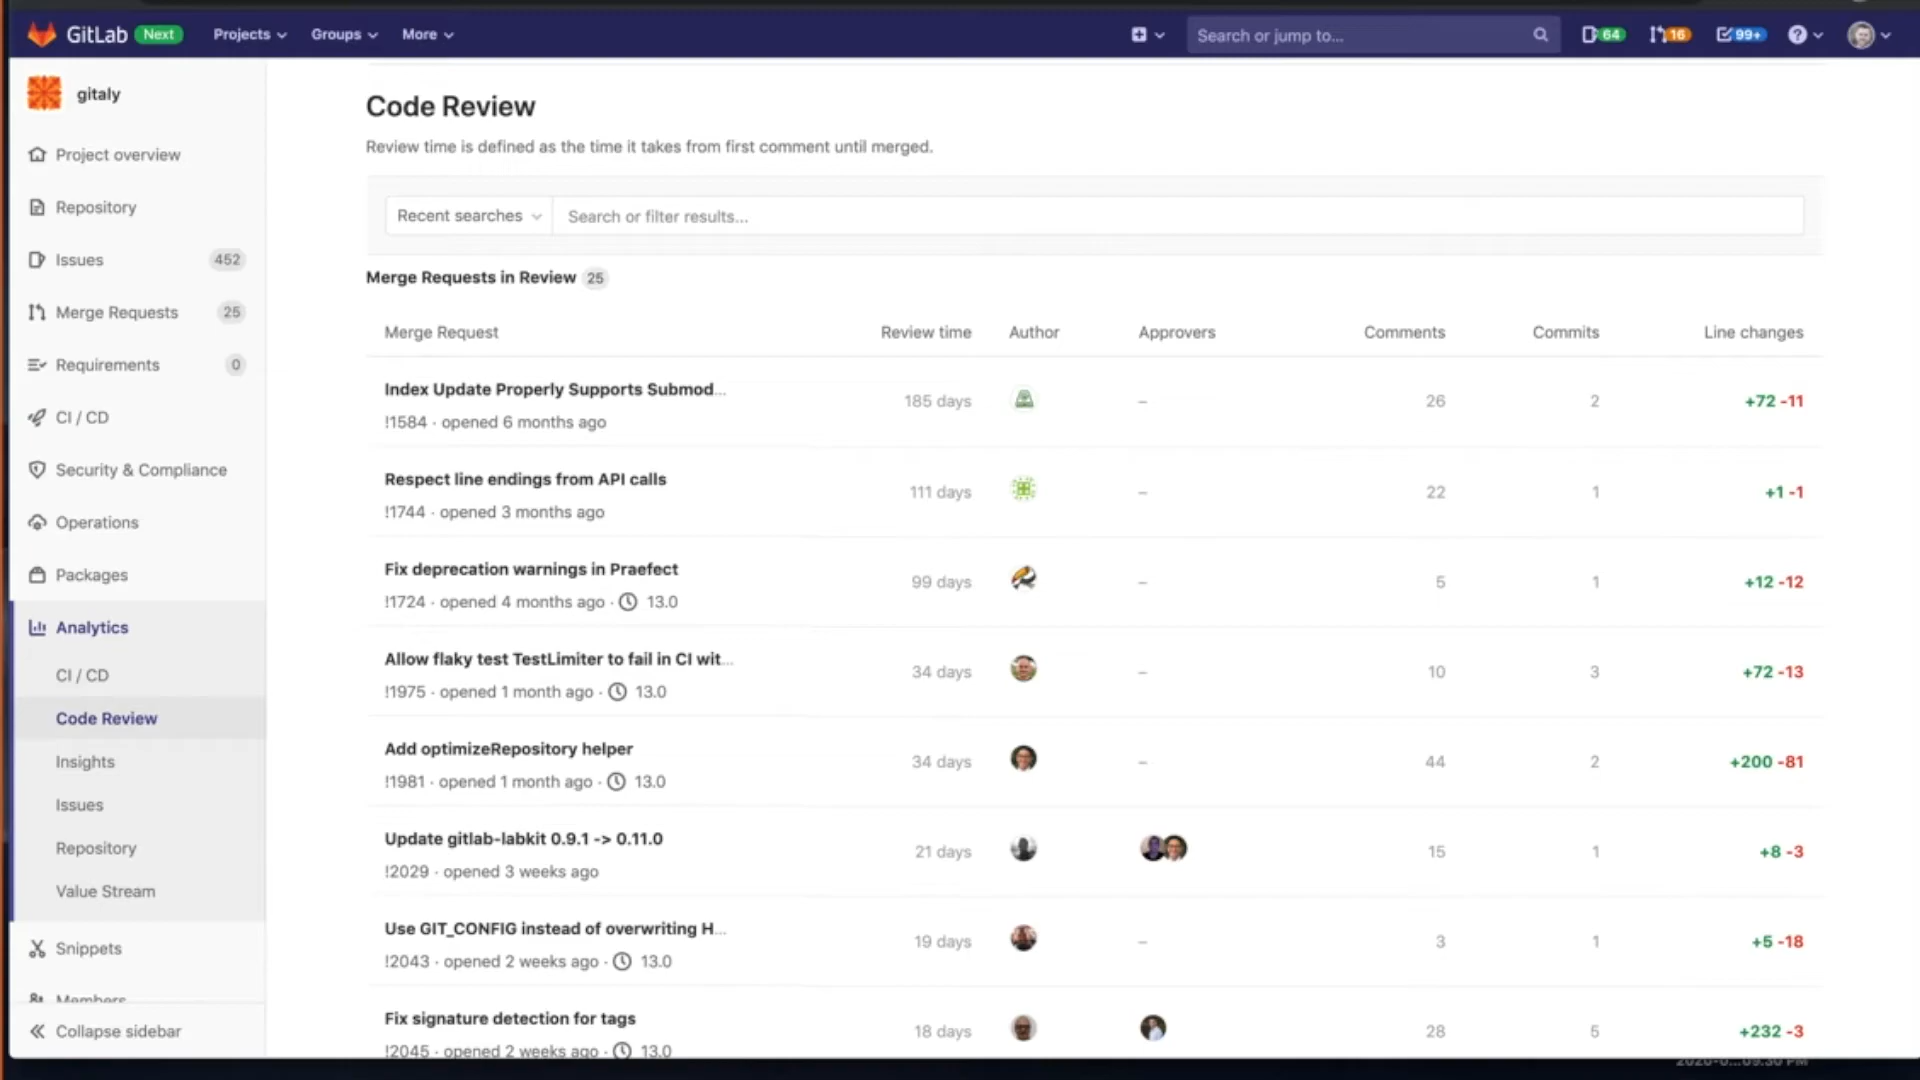 GitLab Next Projects Groups More Search or jump to... 64 16 99+
gitaly
Project overview
Repository
Issues 452
Merge Requests 25
Requirements 0
CI / CD
Security & Compliance
Operations
Packages
Analytics
CI / CD
Code Review
Insights
Issues
Repository
Value Stream
Snippets
Members
Collapse sidebar
Code Review
Review time is defined as the time it takes from first comment until merged.
Recent searches Search or filter results...
Merge Requests in Review 25
Merge Request Review time Author Approvers Comments Commits Line changes
Index Update Properly Supports Submod...
185 days – 26 2 +72 -11
!1584 · opened 6 months ago
Respect line endings from API calls
111 days – 22 1 +1 -1
!1744 · opened 3 months ago
Fix deprecation warnings in Praefect
99 days – 5 1 +12 -12
!1724 · opened 4 months ago · 13.0
Allow flaky test TestLimiter to fail in CI wit...
34 days – 10 3 +72 -13
!1975 · opened 1 month ago · 13.0
Add optimizeRepository helper
34 days – 44 2 +200 -81
!1981 · opened 1 month ago · 13.0
Update gitlab-labkit 0.9.1 -> 0.11.0
21 days 15 1 +8 -3
!2029 · opened 3 weeks ago
Use GIT_CONFIG instead of overwriting H...
19 days – 3 1 +5 -18
!2043 · opened 2 weeks ago · 13.0
Fix signature detection for tags
18 days 28 5 +232 -3
!2045 · opened 2 weeks ago · 13.0